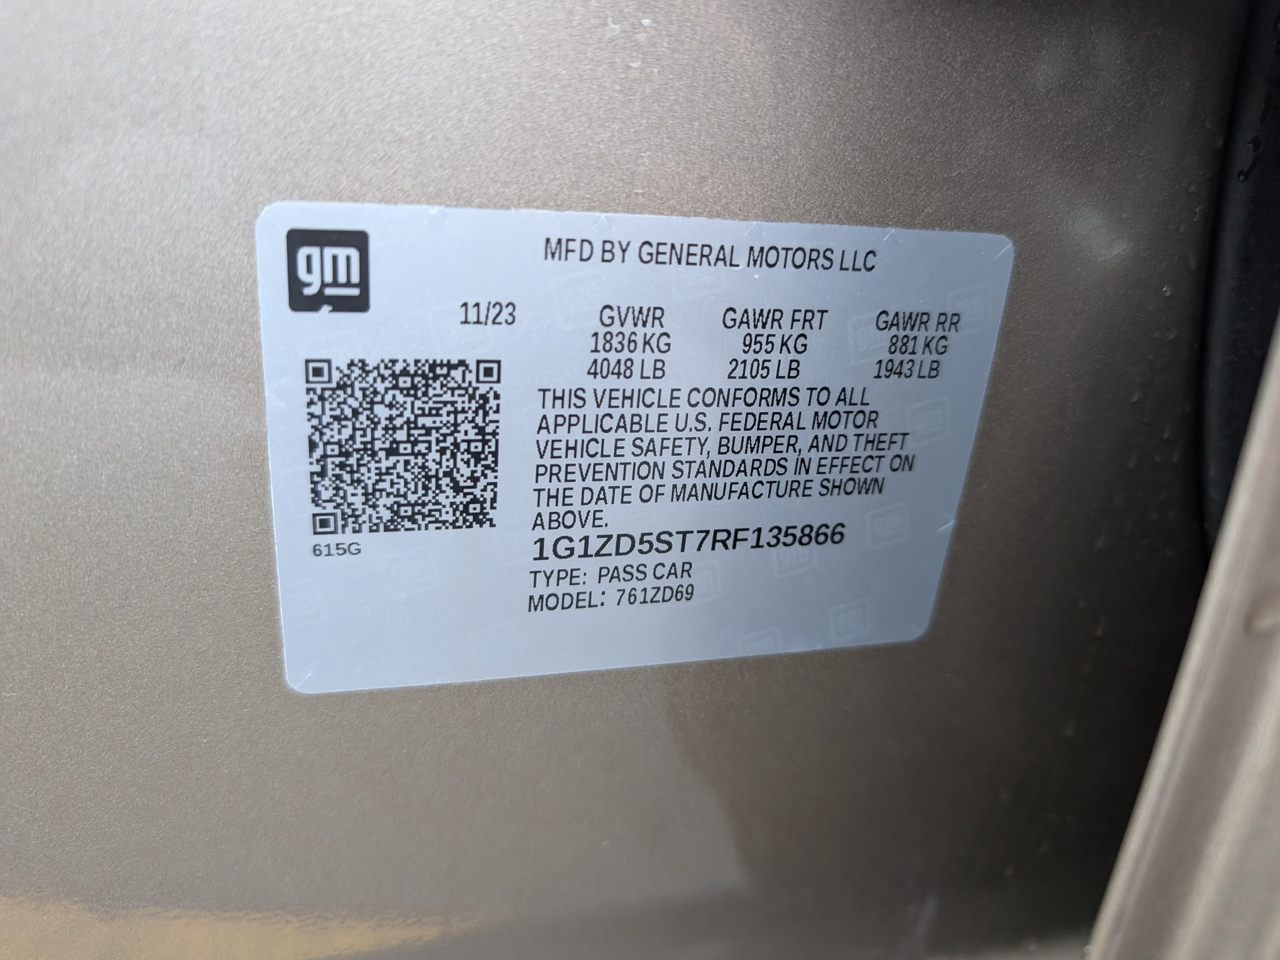 gm
MFD BY GENERAL MOTORS LLC
11/23 GVWR GAWR FRT GAWR RR
1836 KG 955 KG 881 KG
4048 LB 2105 LB 1943 LB
THIS VEHICLE CONFORMS TO ALL
APPLICABLE U.S. FEDERAL MOTOR
VEHICLE SAFETY, BUMPER, AND THEFT
PREVENTION STANDARDS IN EFFECT ON
THE DATE OF MANUFACTURE SHOWN
ABOVE.
615G
1G1ZD5ST7RF135866
TYPE: PASS CAR
MODEL: 761ZD69